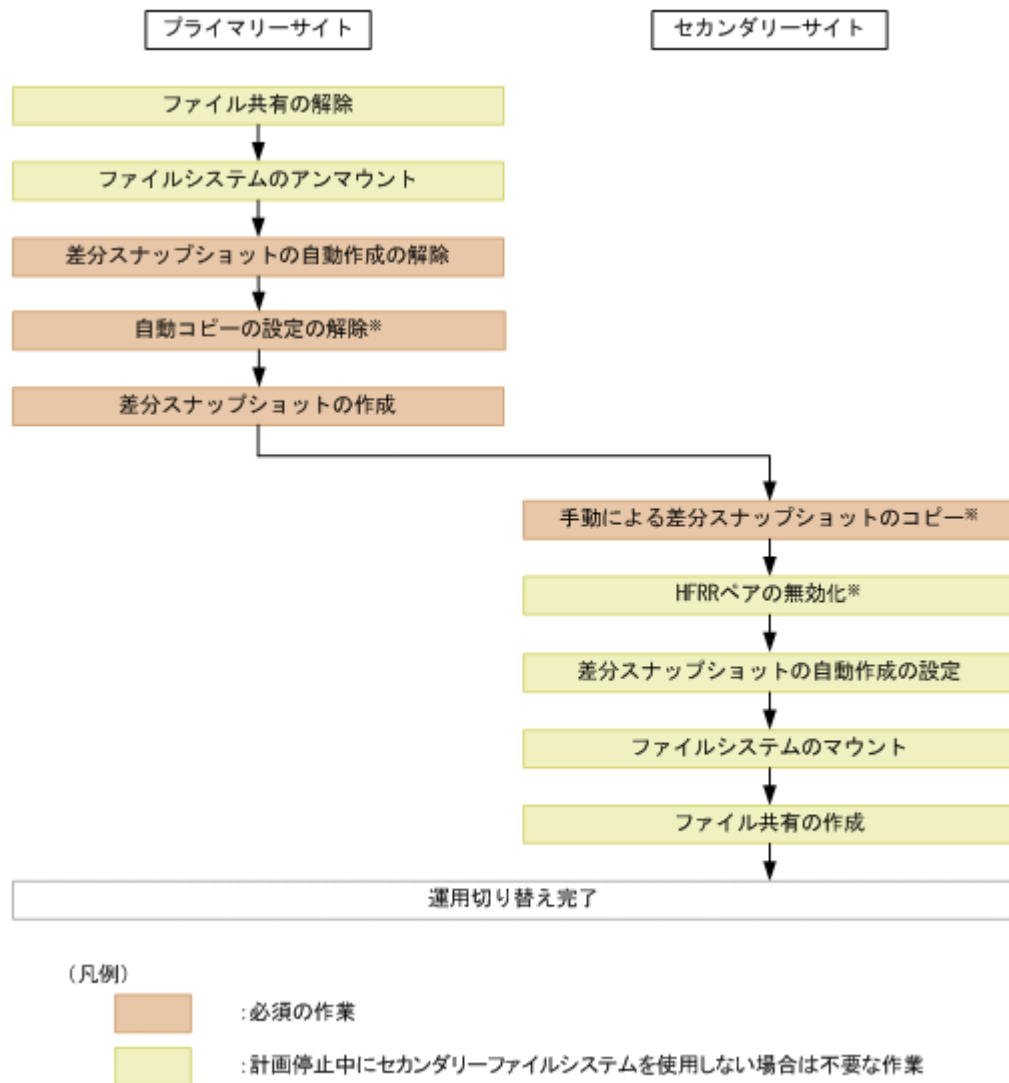 プライマリーサイト
セカンダリーサイト
ファイル共有の解除
ファイルシステムのアンマウント
差分スナップショットの自動作成の解除
自動コピーの設定の解除※
差分スナップショットの作成
手動による差分スナップショットのコピー※
HFRRペアの無効化※
差分スナップショットの自動作成の設定
ファイルシステムのマウント
ファイル共有の作成
運用切り替え完了
(凡例)
:必須の作業
:計画停止中にセカンダリーファイルシステムを使用しない場合は不要な作業